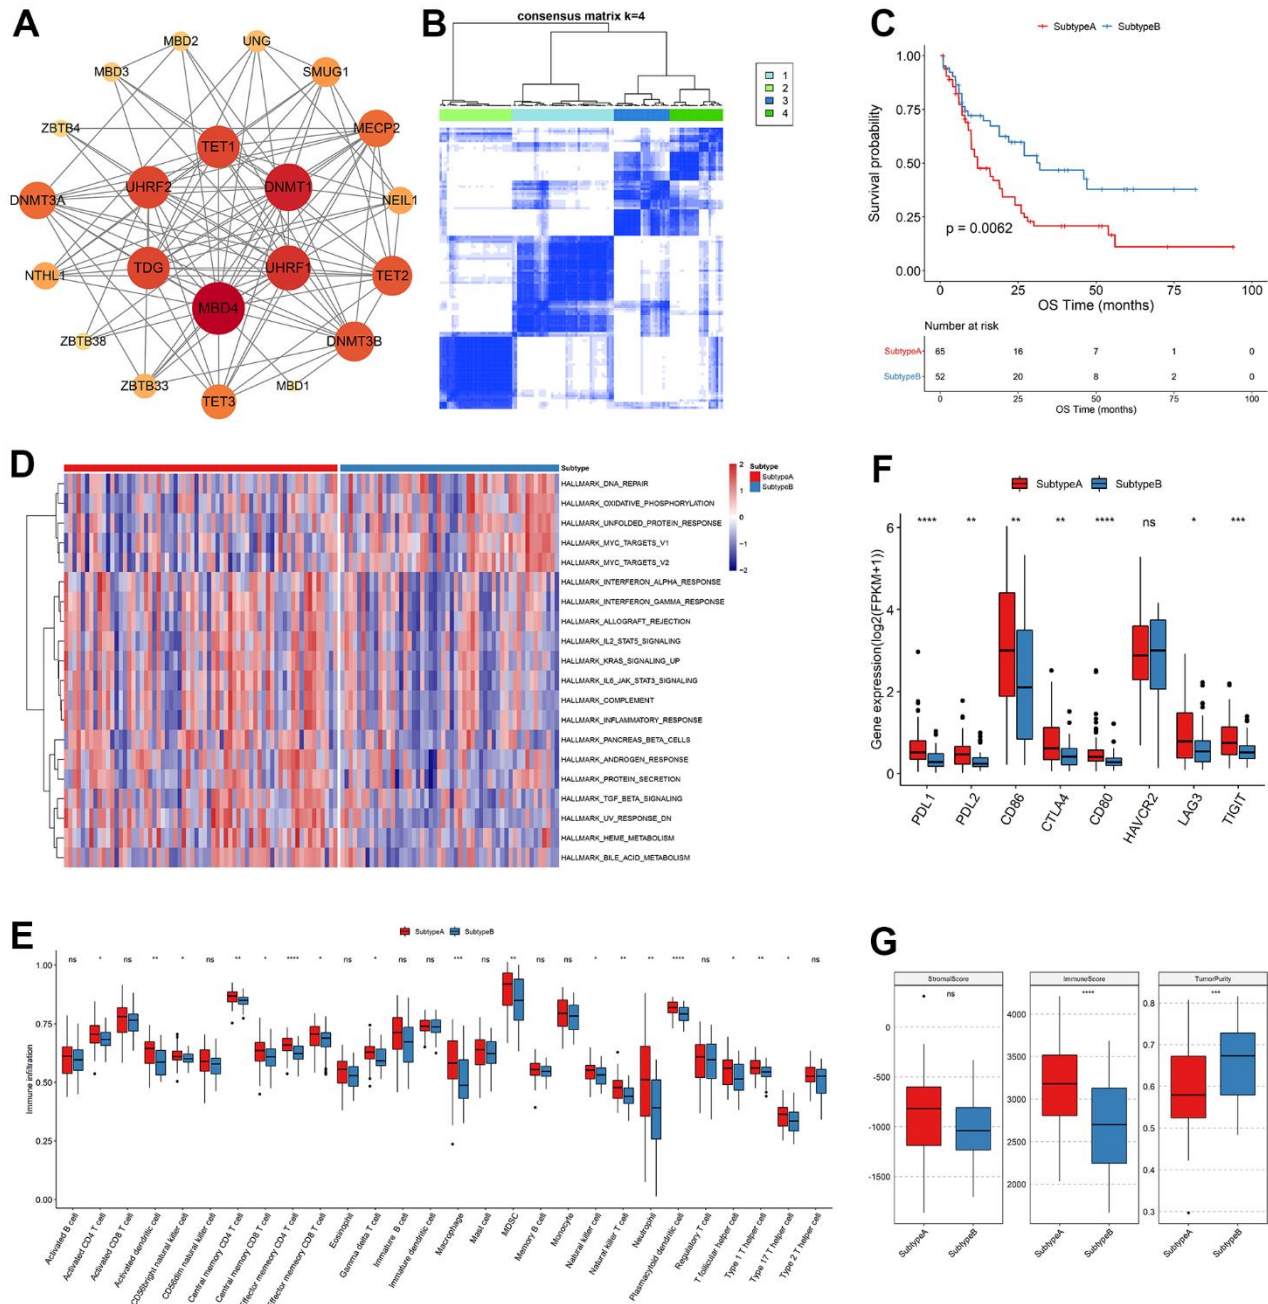 A
MBD2
UNG
MBD3
SMUG1
ZBTB4
MECP2
TET1
DNMT3A
UHRF2
DNMT1
NEIL1
NTHL1
TDG
UHRF1
TET2
MBD4
ZBTB38
DNMT3B
ZBTB33
MBD1
TET3
B
consensus matrix k=4
1
2
3
4
C
SubtypeA SubtypeB
Survival probability
1.00
0.75
0.50
0.25
0.00
p = 0.0062
0 25 50 75 100
OS Time (months)
Number at risk
SubtypeA 65 16 7 1 0
SubtypeB 52 20 8 2 0
0 25 50 75 100
OS Time (months)
D
Subtype
HALLMARK_DNA_REPAIR
HALLMARK_OXIDATIVE_PHOSPHORYLATION
HALLMARK_UNFOLDED_PROTEIN_RESPONSE
HALLMARK_MYC_TARGETS_V1
HALLMARK_MYC_TARGETS_V2
HALLMARK_INTERFERON_ALPHA_RESPONSE
HALLMARK_INTERFERON_GAMMA_RESPONSE
HALLMARK_ALLOGRAFT_REJECTION
HALLMARK_IL2_STAT5_SIGNALING
HALLMARK_KRAS_SIGNALING_UP
HALLMARK_IL6_JAK_STAT3_SIGNALING
HALLMARK_COMPLEMENT
HALLMARK_INFLAMMATORY_RESPONSE
HALLMARK_PANCREAS_BETA_CELLS
HALLMARK_ANDROGEN_RESPONSE
HALLMARK_PROTEIN_SECRETION
HALLMARK_TGF_BETA_SIGNALING
HALLMARK_UV_RESPONSE_DN
HALLMARK_HEME_METABOLISM
HALLMARK_BILE_ACID_METABOLISM
2
1
0
−1
−2
Subtype
SubtypeA
SubtypeB
F
SubtypeA SubtypeB
Gene expression(log2(FPKM+1))
**** ** ** ** **** ns * ***
6
4
2
0
PDL1
PDL2
CD86
CTLA4
CD80
HAVCR2
LAG3
TIGIT
E
SubtypeA SubtypeB
Immune infiltration
ns * ns ** * ns ** * **** * ns * ns ns *** ns ** ns ns * ** ** **** ns * ** * ns
1.00
0.75
0.50
0.25
0.00
Activated B cell
Activated CD4 T cell
Activated CD8 T cell
Activated dendritic cell
CD56bright natural killer cell
CD56dim natural killer cell
Central memory CD4 T cell
Central memory CD8 T cell
Effector memory CD4 T cell
Effector memory CD8 T cell
Eosinophil
Gamma delta T cell
Immature B cell
Immature dendritic cell
Macrophage
Mast cell
MDSC
Memory B cell
Monocyte
Natural killer cell
Natural killer T cell
Neutrophil
Plasmacytoid dendritic cell
Regulatory T cell
T follicular helper cell
Type 1 T helper cell
Type 17 T helper cell
Type 2 T helper cell
G
StromalScore
ns
0
−500
−1000
−1500
SubtypeA
SubtypeB
ImmuneScore
****
4000
3500
3000
2500
2000
SubtypeA
SubtypeB
TumorPurity
***
0.8
0.7
0.6
0.5
0.4
0.3
SubtypeA
SubtypeB